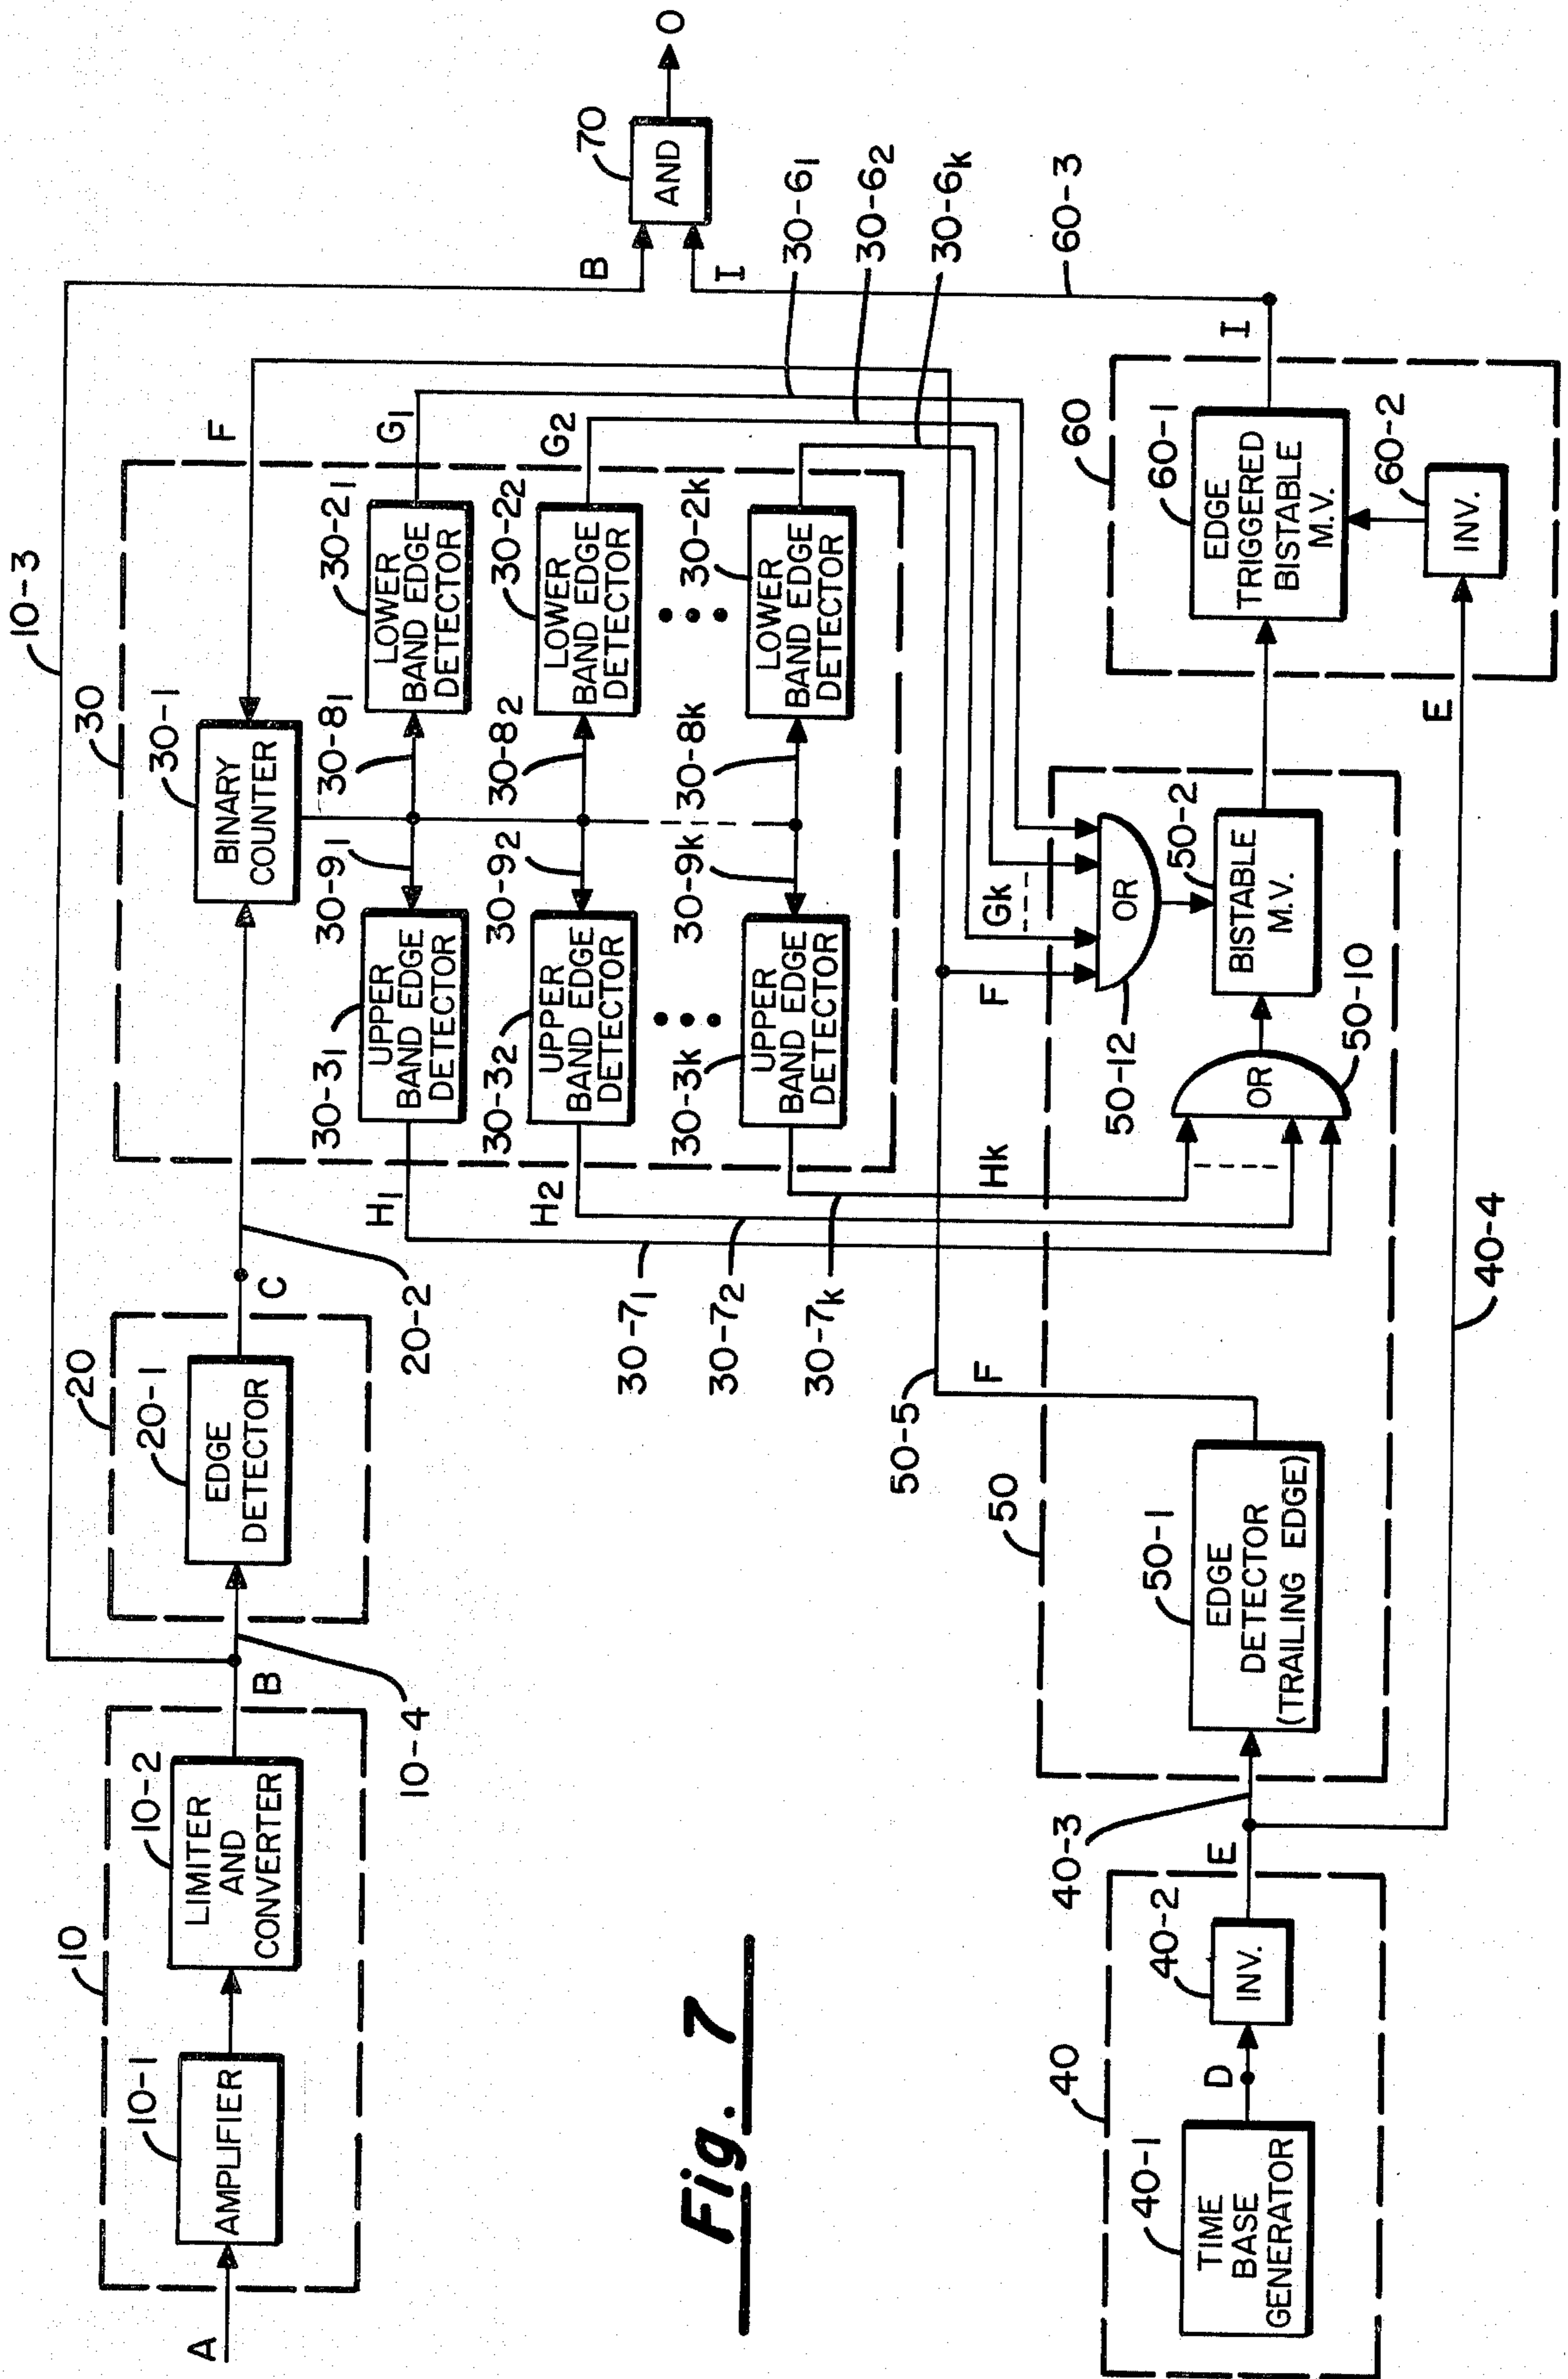 10-3
10
10-1
AMPLIFIER
A
10-2
LIMITER
AND
CONVERTER
B
10-4
20
20-1
EDGE
DETECTOR
C
20-2
30
30-1
BINARY
COUNTER
F
30-9₁
30-8₁
30-3₁
UPPER
BAND EDGE
DETECTOR
30-2₁
LOWER
BAND EDGE
DETECTOR
H₁
G₁
30-9₂
30-8₂
30-3₂
UPPER
BAND EDGE
DETECTOR
30-2₂
LOWER
BAND EDGE
DETECTOR
H₂
G₂
30-9k
30-8k
30-3k
UPPER
BAND EDGE
DETECTOR
30-2k
LOWER
BAND EDGE
DETECTOR
Hk
Gk
B
I
70
AND
O
30-7₁
30-7₂
30-7k
30-6₁
30-6₂
30-6k
60-3
Fig. 7
40
40-1
TIME
BASE
GENERATOR
D
40-2
INV.
E
40-3
50
50-1
EDGE
DETECTOR
(TRAILING EDGE)
50-5
F
F
50-12
OR
50-2
BISTABLE
M.V.
OR
50-10
40-4
E
60
60-1
EDGE
TRIGGERED
BISTABLE
M.V.
60-2
INV.
I